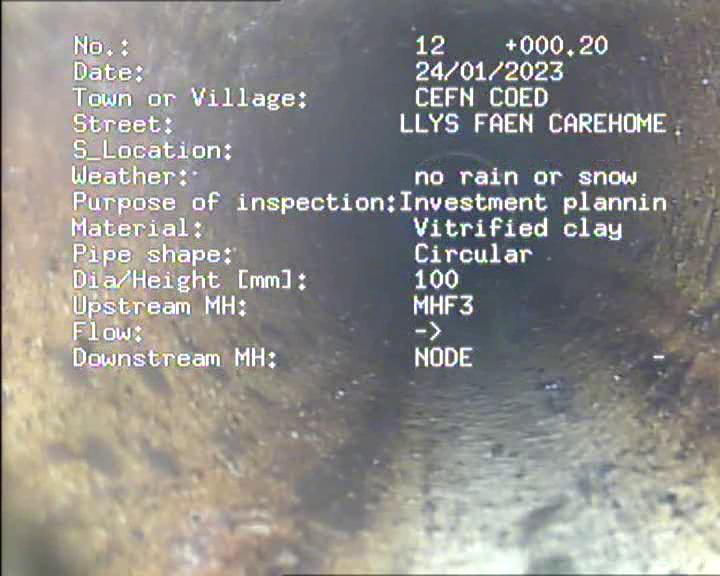 No.: 12 +000.20
Date: 24/01/2023
Town or Village: CEFN COED
Street: LLYS FAEN CAREHOME
S_Location:
Weather: no rain or snow
Purpose of inspection:Investment plannin
Material: Vitrified clay
Pipe shape: Circular
Dia/Height [mm]: 100
Upstream MH: MHF3
Flow: ->
Downstream MH: NODE -